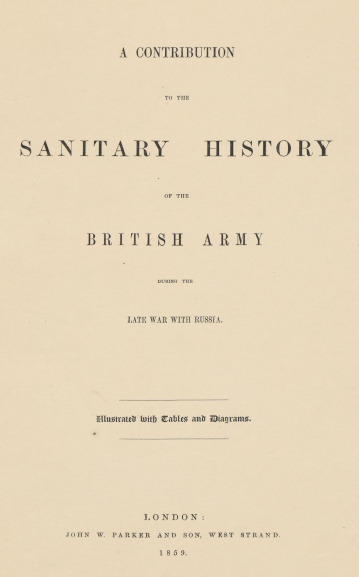 A CONTRIBUTION
TO THE
SANITARY HISTORY
OF THE
BRITISH ARMY
DURING THE
LATE WAR WITH RUSSIA.
Illustrated with Tables and Diagrams.
LONDON:
JOHN W. PARKER AND SON, WEST STRAND.
1859.